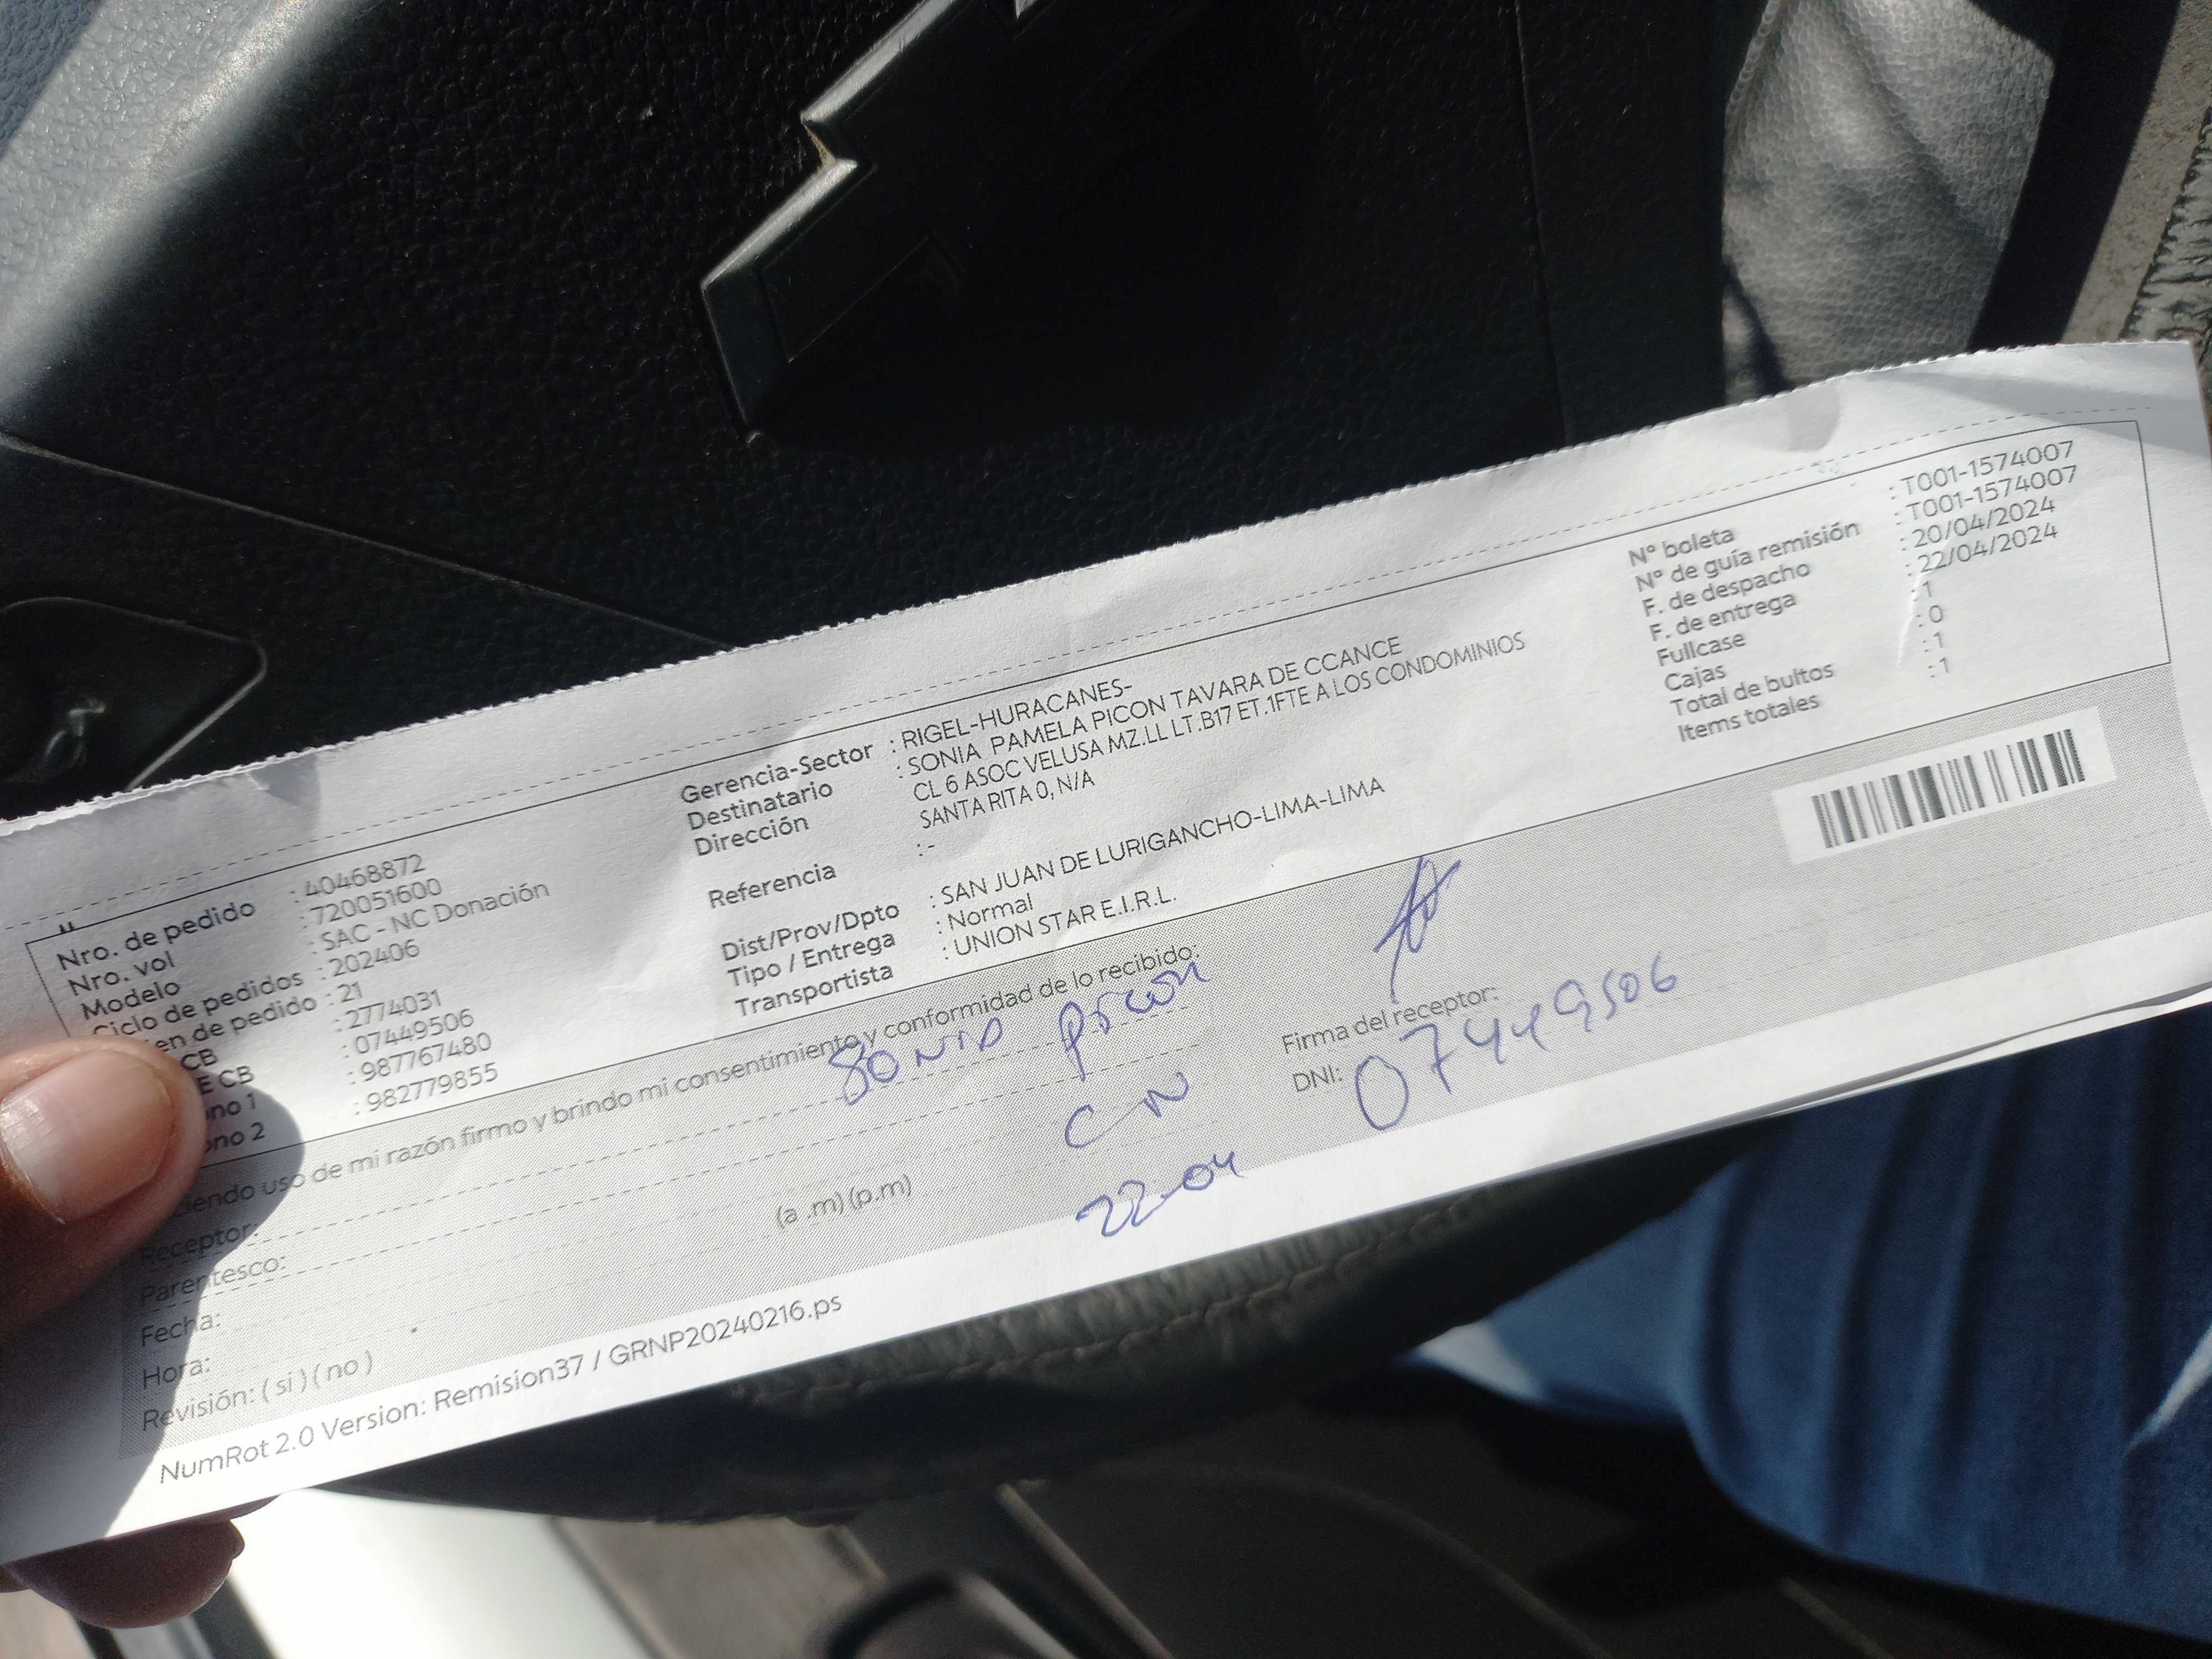 Nro. de pedido : 40468872
Nro. vol : 720051600
Modelo : SAC - NC Donación
Ciclo de pedidos : 202406
en de pedido : 21
CB : 2774031
E CB : 07449506
no 1 : 987767480
ono 2 : 982779855
Gerencia-Sector : RIGEL-HURACANES-
Destinatario : SONIA PAMELA PICON TAVARA DE CCANCE
Dirección CL 6 ASOC VELUSA MZ.LL LT.B17 ET.1FTE A LOS CONDOMINIOS
SANTA RITA 0, N/A
Referencia :-
Dist/Prov/Dpto : SAN JUAN DE LURIGANCHO-LIMA-LIMA
Tipo / Entrega : Normal
Transportista : UNION STAR E.I.R.L.
N° boleta : T001-1574007
N° de guía remisión : T001-1574007
F. de despacho : 20/04/2024
F. de entrega : 22/04/2024
Fullcase : 1
Cajas : 0
Total de bultos : 1
Items totales : 1
iendo uso de mi razón firmo y brindo mi consentimiento y conformidad de lo recibido:
Receptor: SONIA PICON
Parentesco: CN
Fecha: 22-04
Hora: (a .m) (p.m)
Revisión: ( si ) ( no )
Firma del receptor:
DNI: 07449506
NumRot 2.0 Version: Remision37 / GRNP20240216.ps